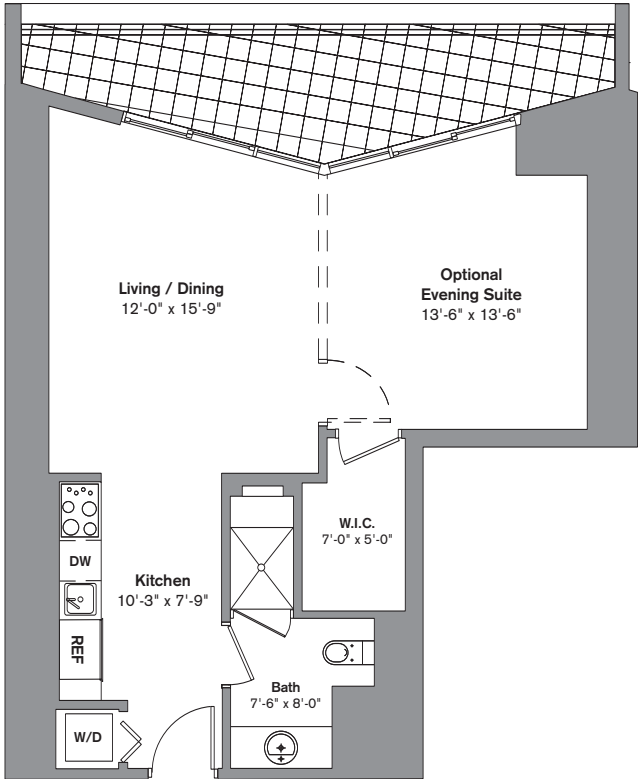 Living / Dining
12'-0" x 15'-9"
Optional
Evening Suite
13'-6" x 13'-6"
W.I.C.
7'-0" x 5'-0"
DW
Kitchen
10'-3" x 7'-9"
REF
Bath
7'-6" x 8'-0"
W/D